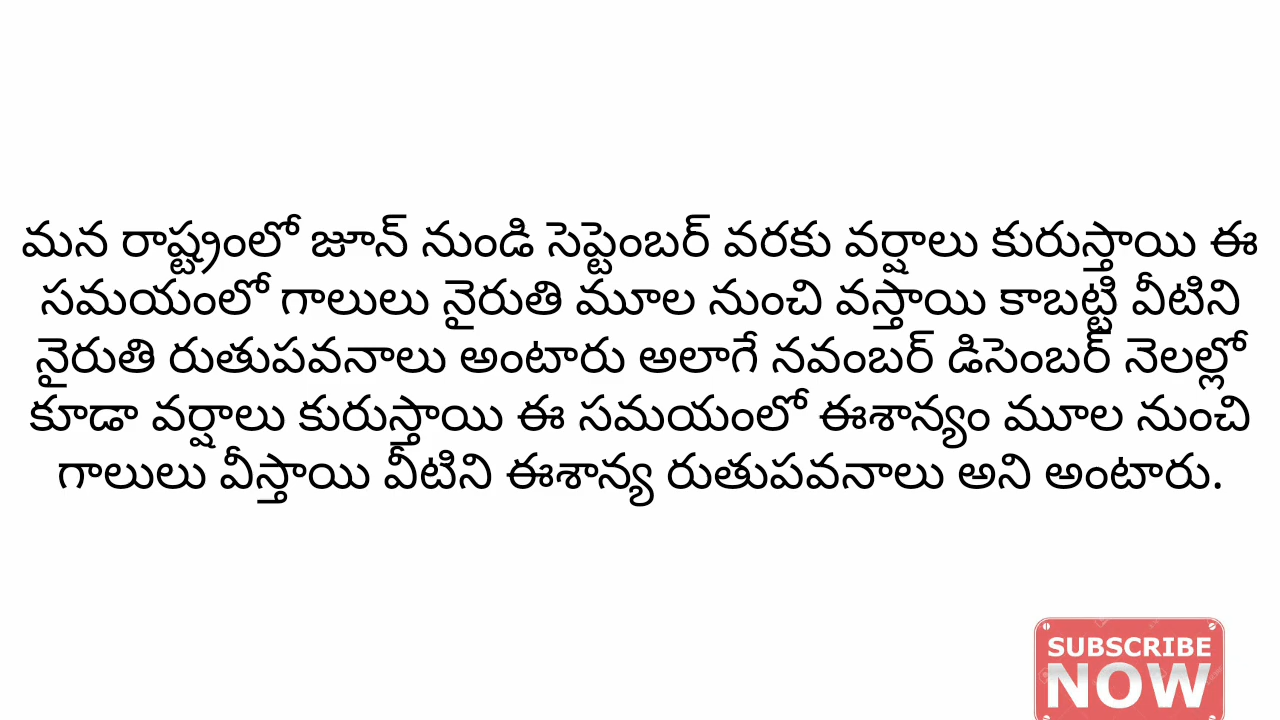 మన రాష్ట్రంలో జూన్ నుండి సెప్టెంబర్ వరకు వర్షాలు కురుస్తాయి ఈ
సమయంలో గాలులు నైరుతి మూల నుంచి వస్తాయి కాబట్టి వీటిని
నైరుతి రుతుపవనాలు అంటారు అలాగే నవంబర్ డిసెంబర్ నెలల్లో
కూడా వర్షాలు కురుస్తాయి ఈ సమయంలో ఈశాన్యం మూల నుంచి
గాలులు వీస్తాయి వీటిని ఈశాన్య రుతుపవనాలు అని అంటారు.
SUBSCRIBE
NOW